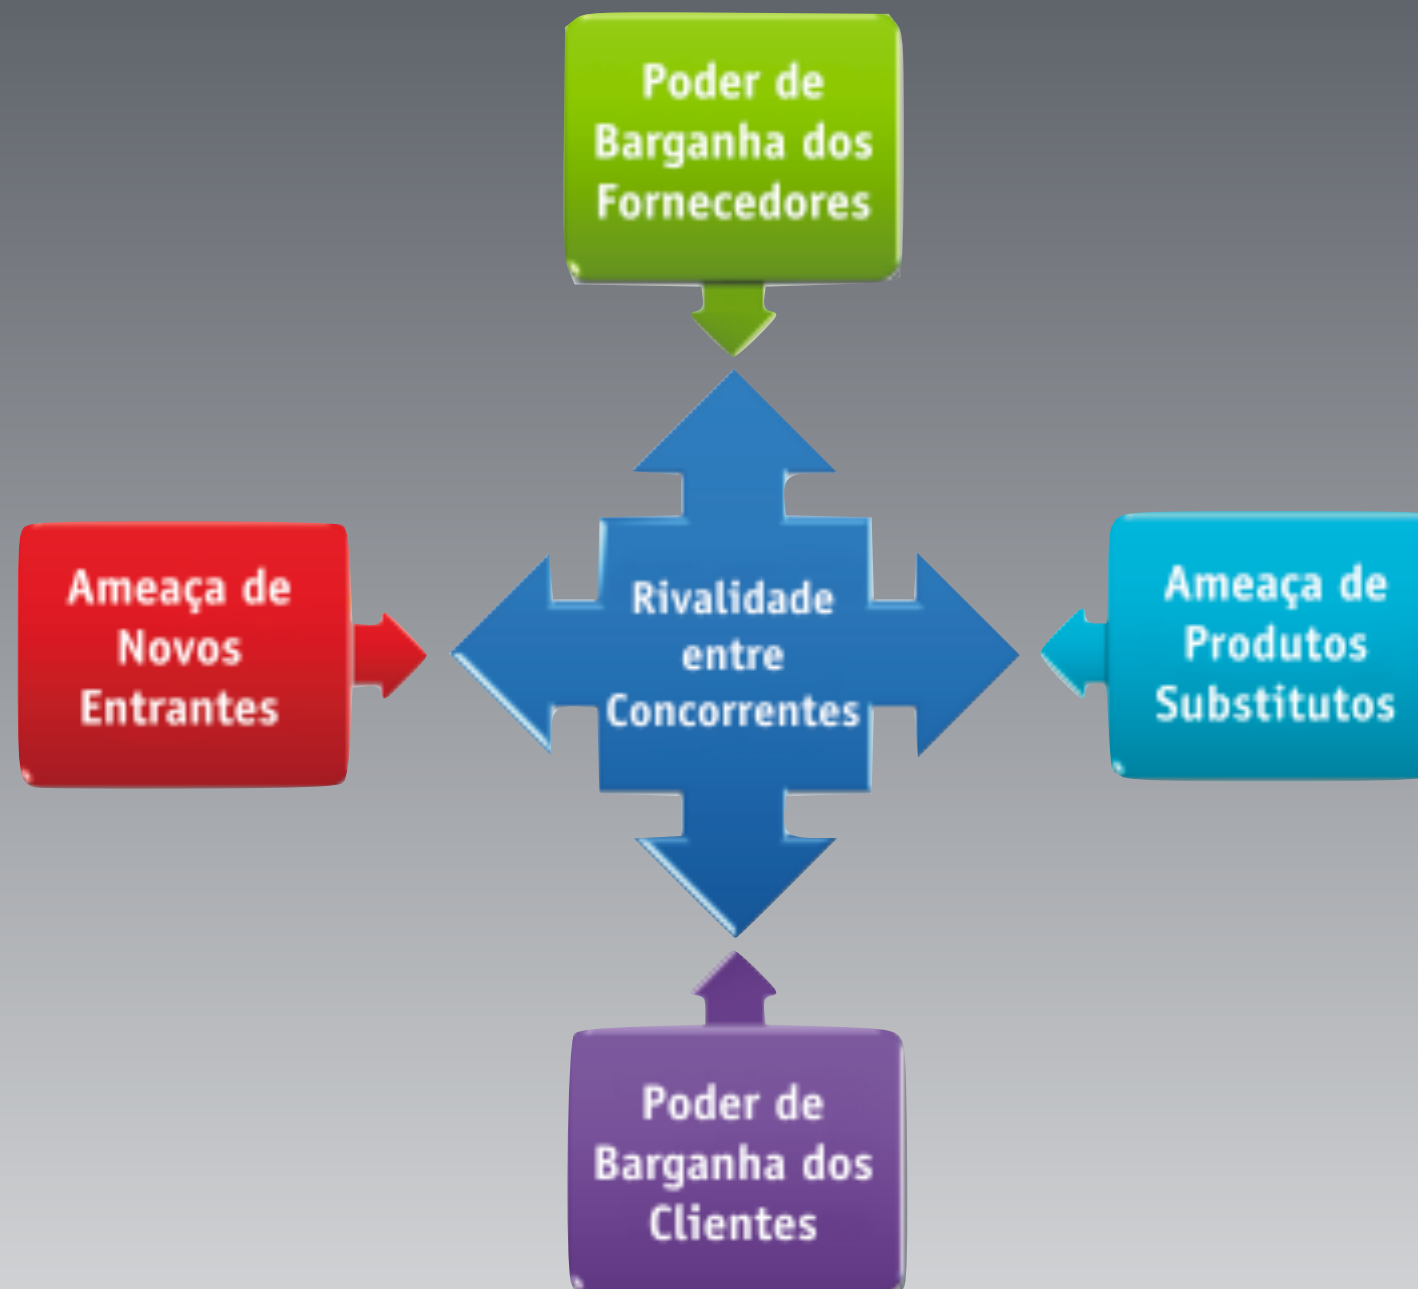 Poder de
Barganha dos
Fornecedores
Ameaça de
Novos
Entrantes
Rivalidade
entre
Concorrentes
Ameaça de
Produtos
Substitutos
Poder de
Barganha dos
Clientes